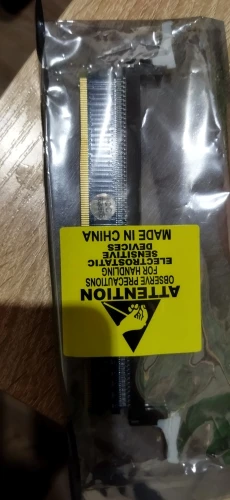 ATTENTION
OBSERVE PRECAUTIONS
FOR HANDLING
ELECTROSTATIC
SENSITIVE
DEVICES
MADE IN CHINA